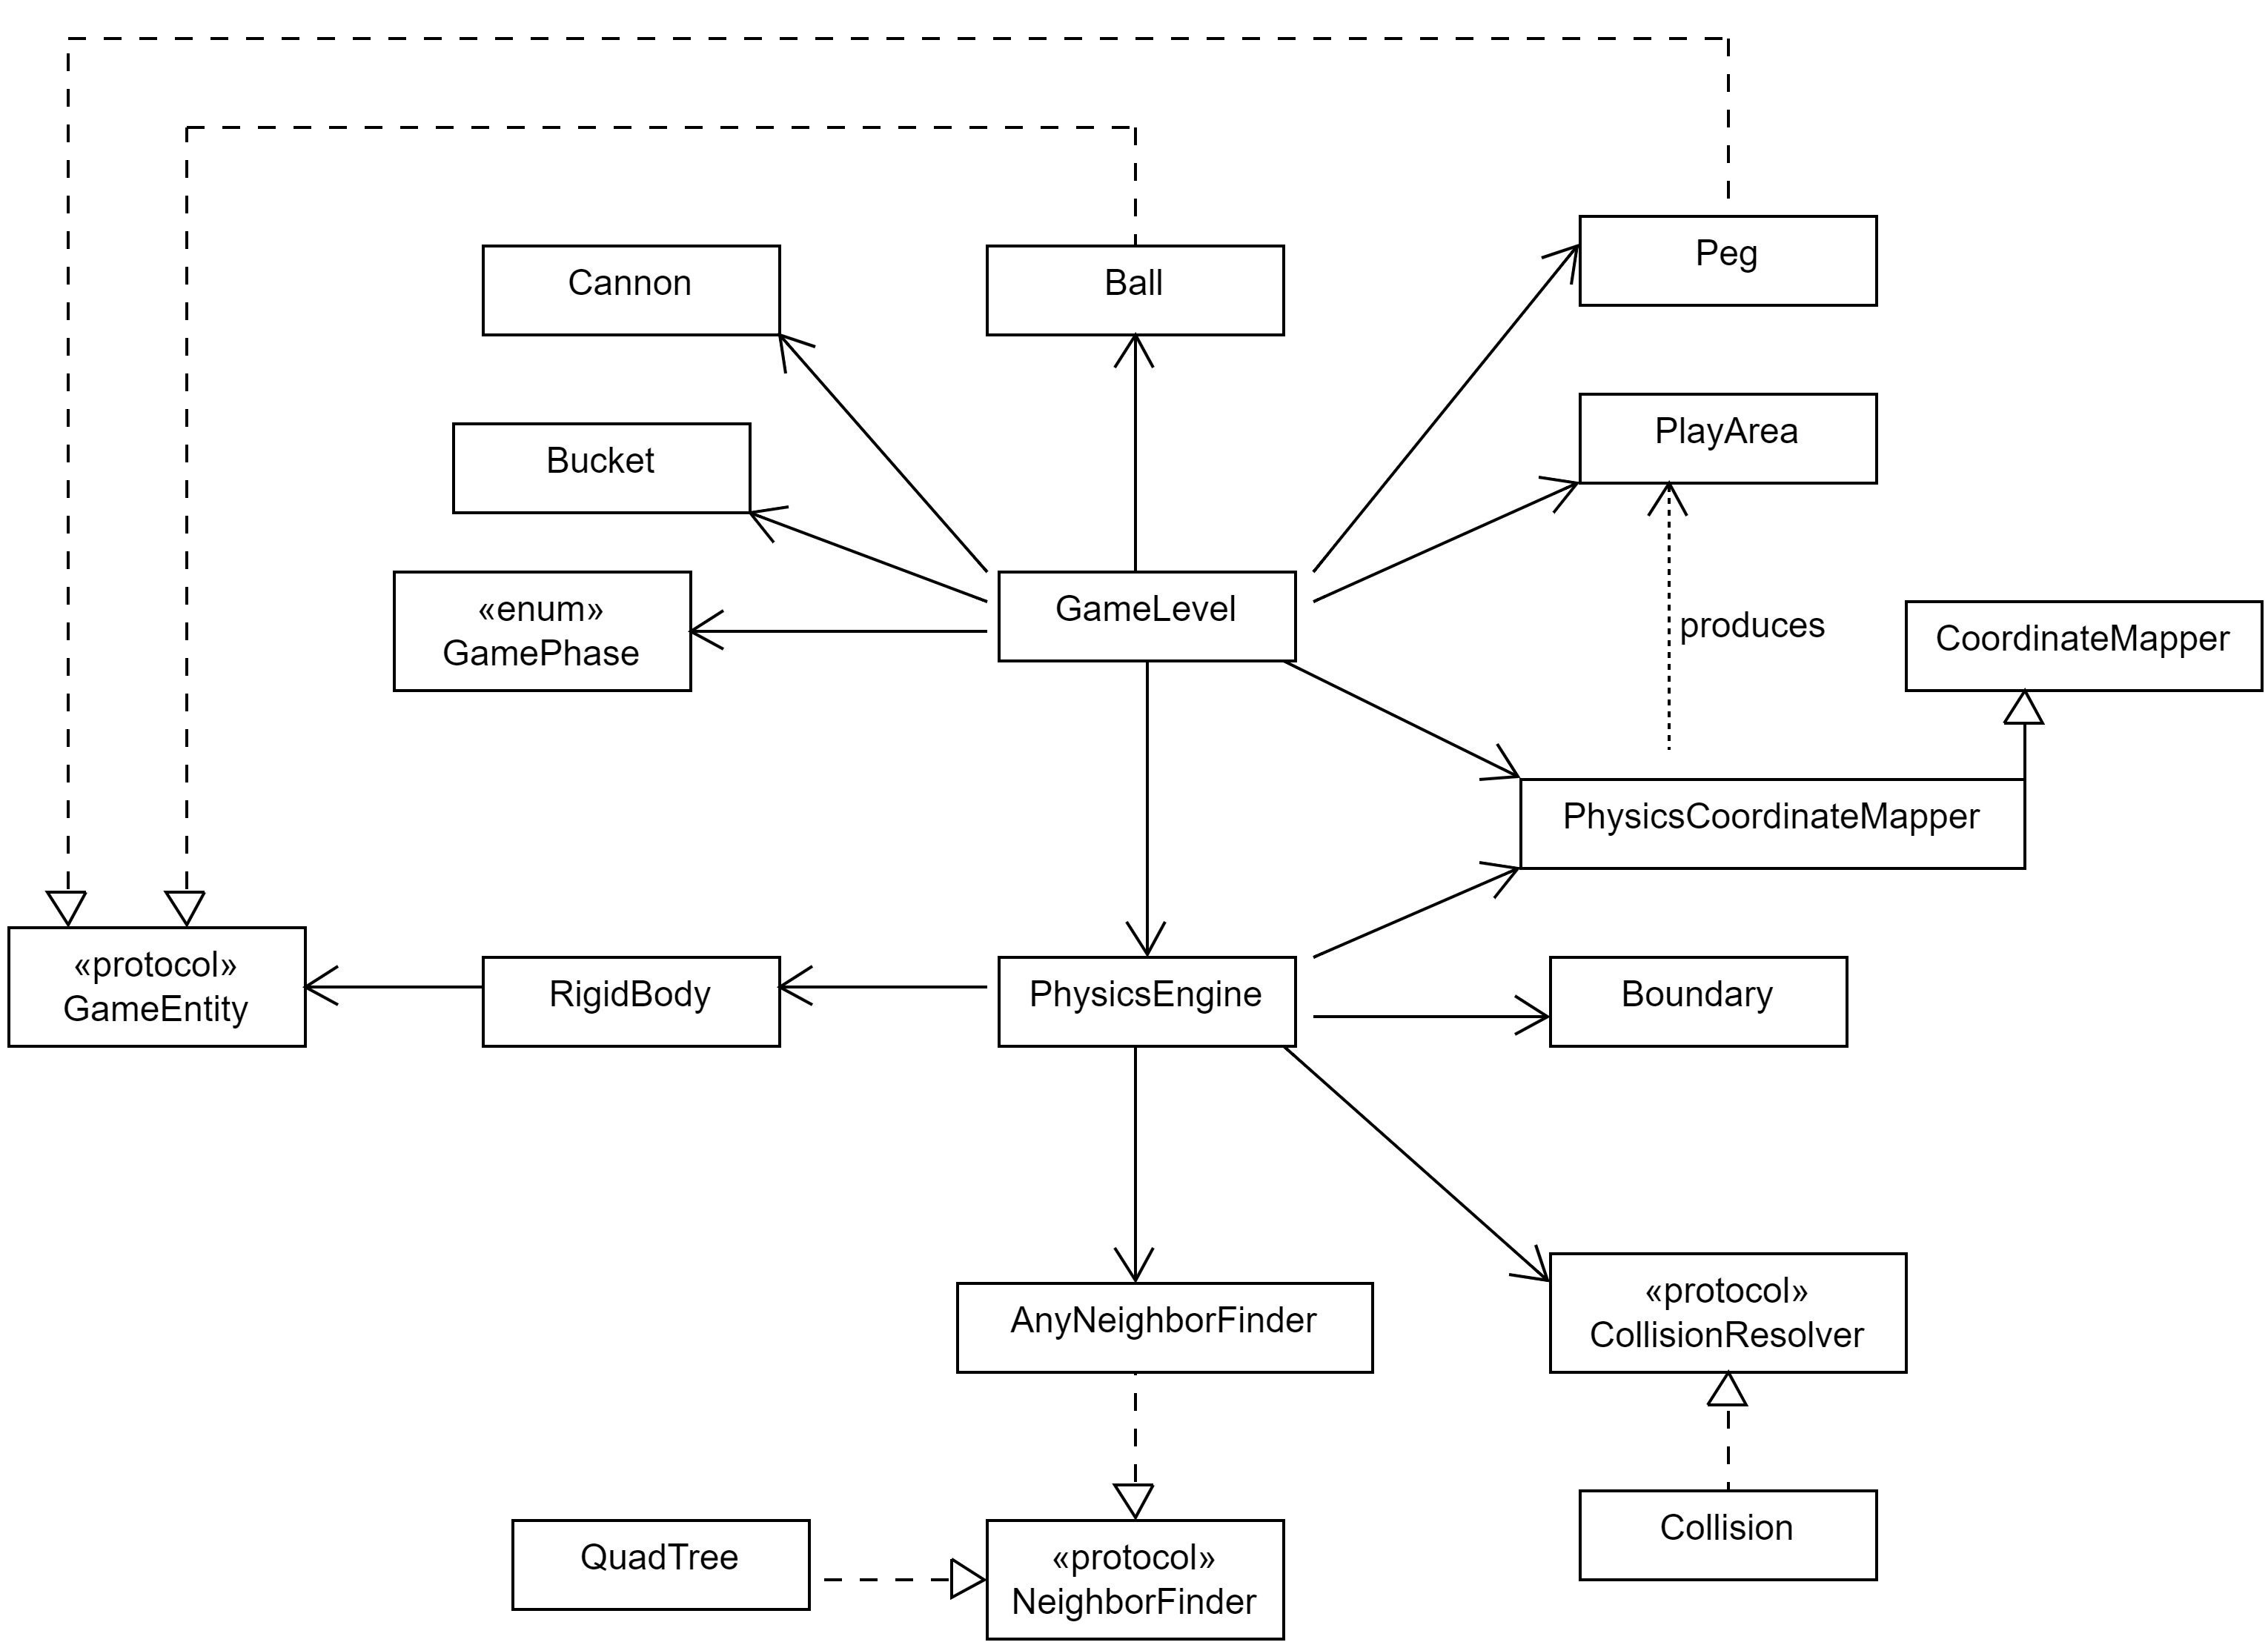 Peg
Cannon
Ball
PlayArea
Bucket
«enum»
GamePhase
GameLevel
produces
CoordinateMapper
PhysicsCoordinateMapper
«protocol»
GameEntity
RigidBody
PhysicsEngine
Boundary
AnyNeighborFinder
«protocol»
CollisionResolver
QuadTree
«protocol»
NeighborFinder
Collision